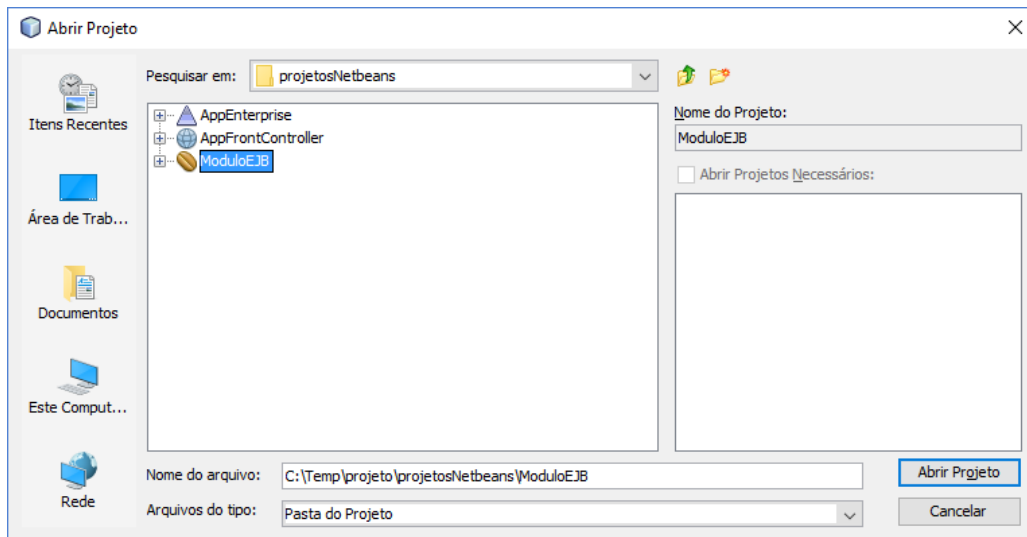 Abrir Projeto
Pesquisar em: projetosNetbeans
Itens Recentes
Área de Trab...
Documentos
Este Comput...
Rede
AppEnterprise
AppFrontController
ModuloEJB
Nome do Projeto:
ModuloEJB
Abrir Projetos Necessários:
Nome do arquivo: C:\Temp\projeto\projetosNetbeans\ModuloEJB
Arquivos do tipo: Pasta do Projeto
Abrir Projeto
Cancelar